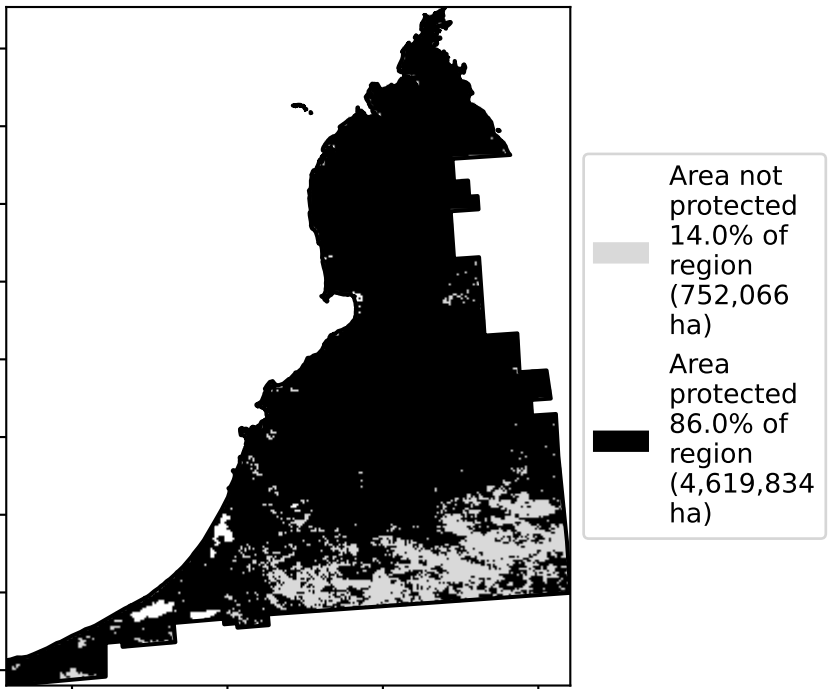 Area not
protected
14.0% of
region
(752,066
ha)
Area
protected
86.0% of
region
(4,619,834
ha)